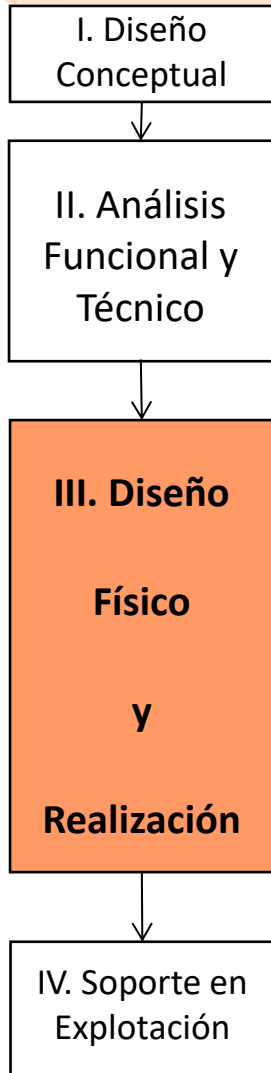 I. Diseño
Conceptual
II. Análisis
Funcional y
Técnico
III. Diseño
Físico
y
Realización
IV. Soporte en
Explotación